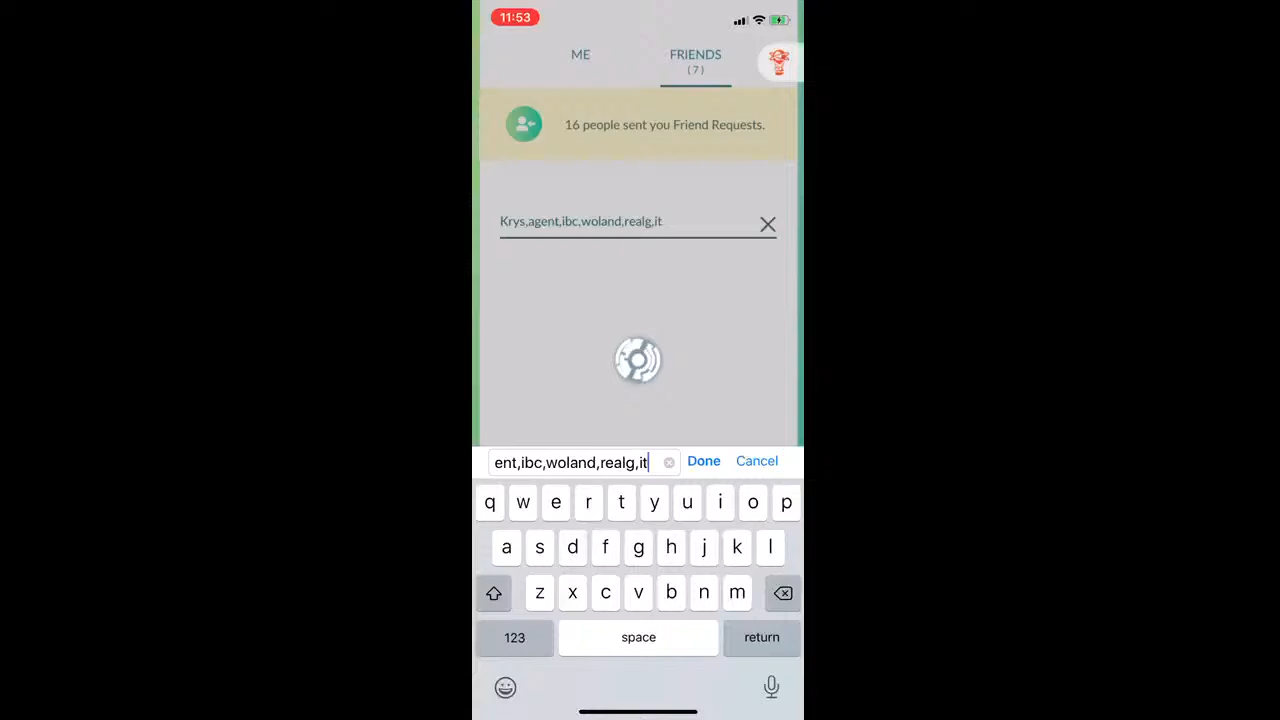 11:53
ME
FRIENDS
(7)
16 people sent you Friend Requests.
Krys,agent,ibc,woland,realg,it
ent,ibc,woland,realg,it
Done
Cancel
q w e r t y u i o p
a s d f g h j k l
z x c v b n m
123
space
return